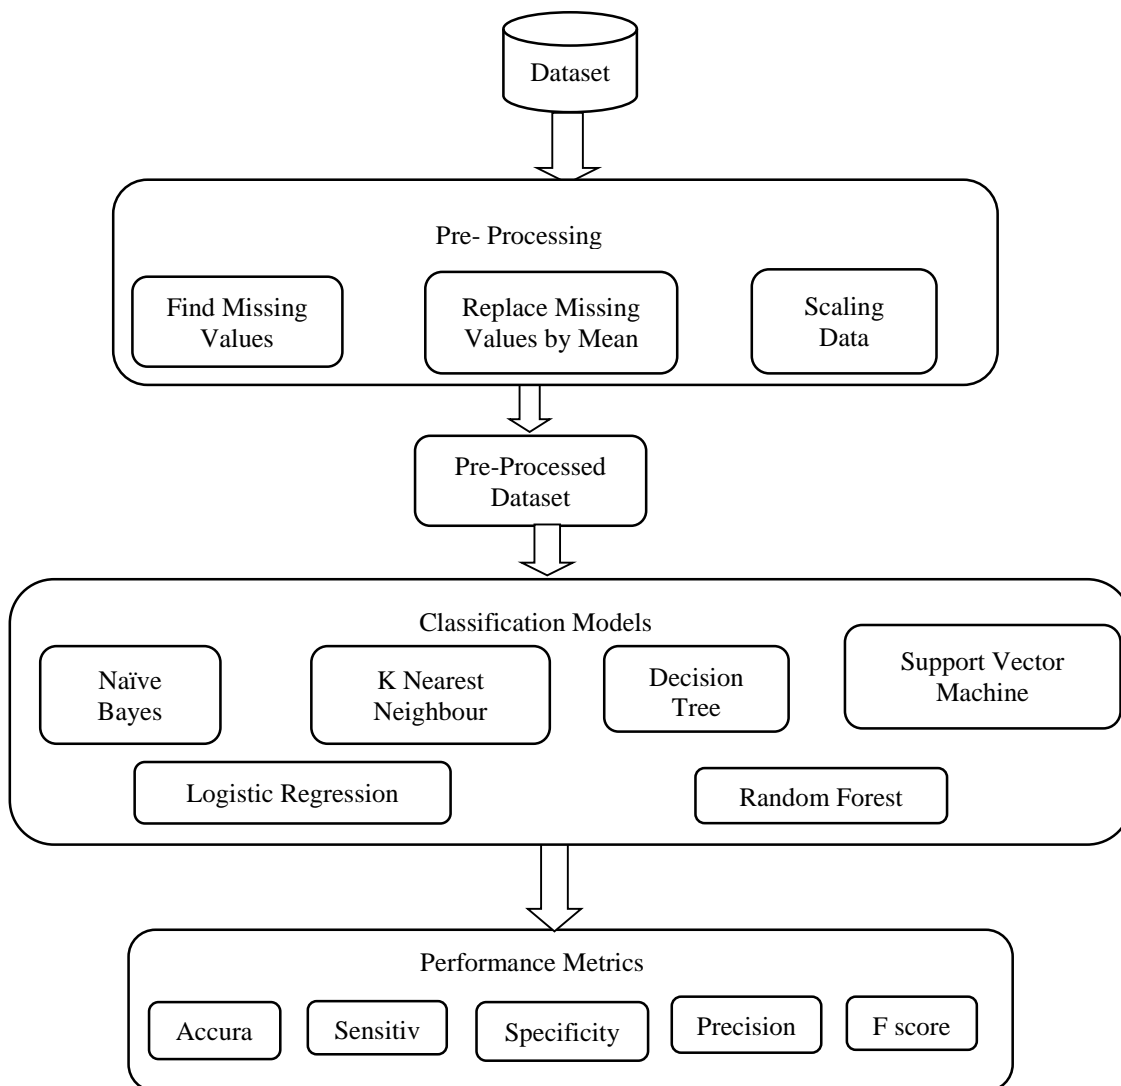 Dataset
Pre- Processing
Find Missing
Values
Replace Missing
Values by Mean
Scaling
Data
Pre-Processed
Dataset
Classification Models
Naïve
Bayes
K Nearest
Neighbour
Decision
Tree
Support Vector
Machine
Logistic Regression
Random Forest
Performance Metrics
Accura
Sensitiv
Specificity
Precision
F score